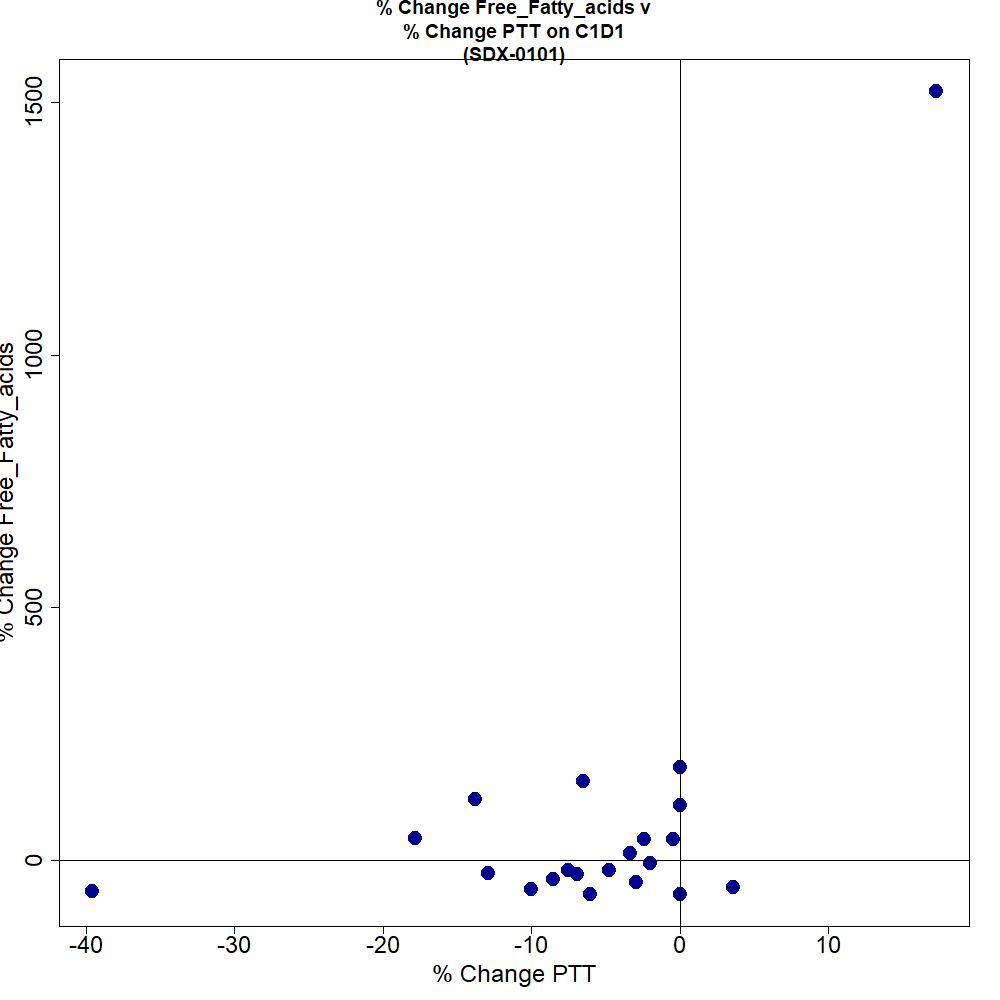 % Change Free_Fatty_acids v
% Change PTT on C1D1
(SDX-0101)
% Change Free_Fatty_acids
1500
1000
500
0
-40 -30 -20 -10 0 10
% Change PTT